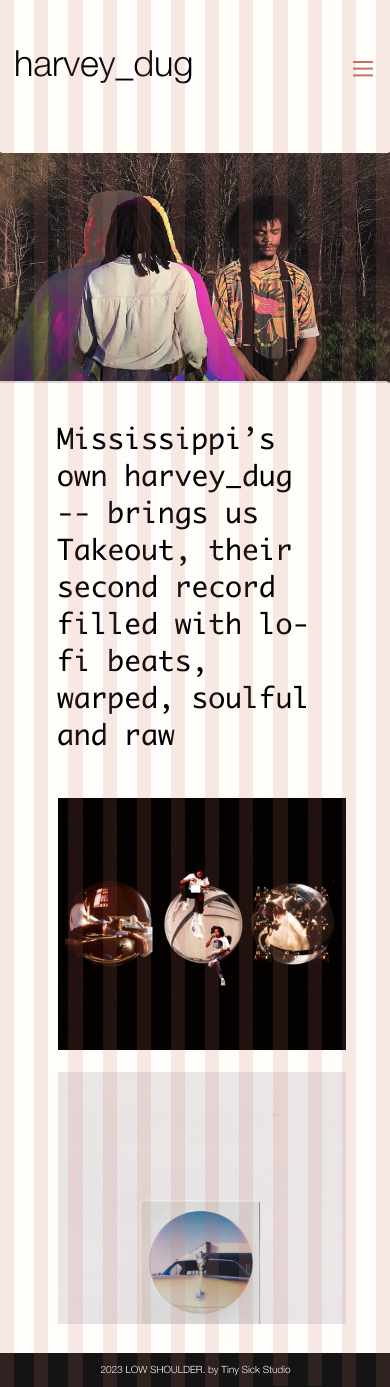 harvey_dug
Mississippi’s
own harvey_dug
-- brings us
Takeout, their
second record
filled with lo-
fi beats,
warped, soulful
and raw
2023 LOW SHOULDER. by Tiny Sick Studio